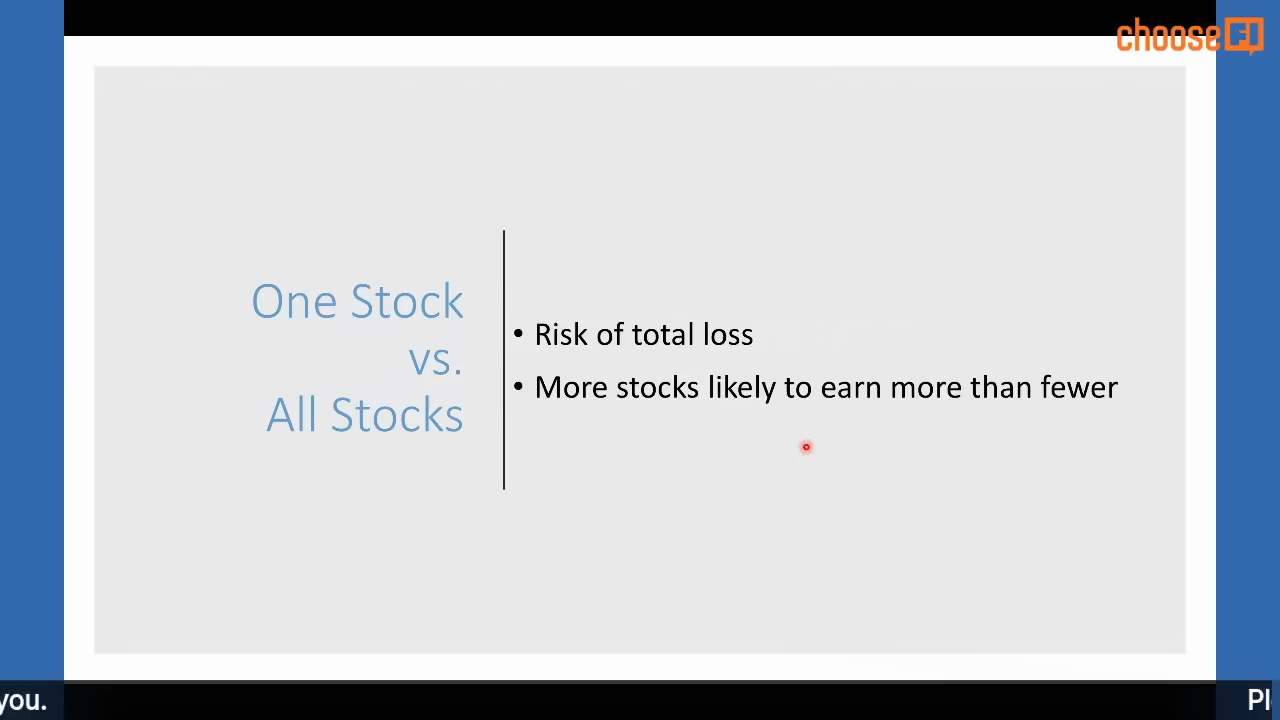 chooseFI
One Stock
vs.
All Stocks
• Risk of total loss
• More stocks likely to earn more than fewer
you.